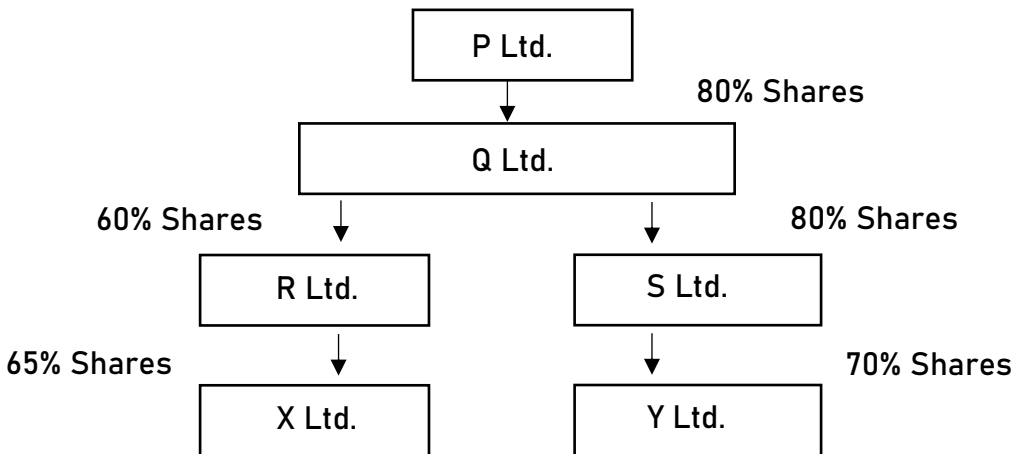 P Ltd.
80% Shares
Q Ltd.
60% Shares
80% Shares
R Ltd.
S Ltd.
65% Shares
70% Shares
X Ltd.
Y Ltd.